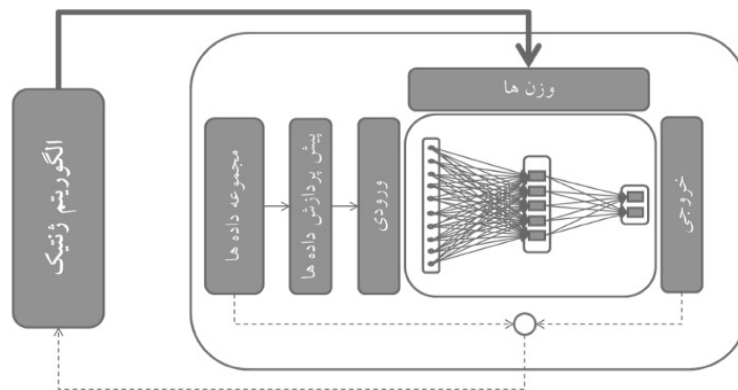 وزن ها
الگوریتم ژنتیک
مجموعه داده ها
پیش پردازش داده ها
ورودی
خروجی